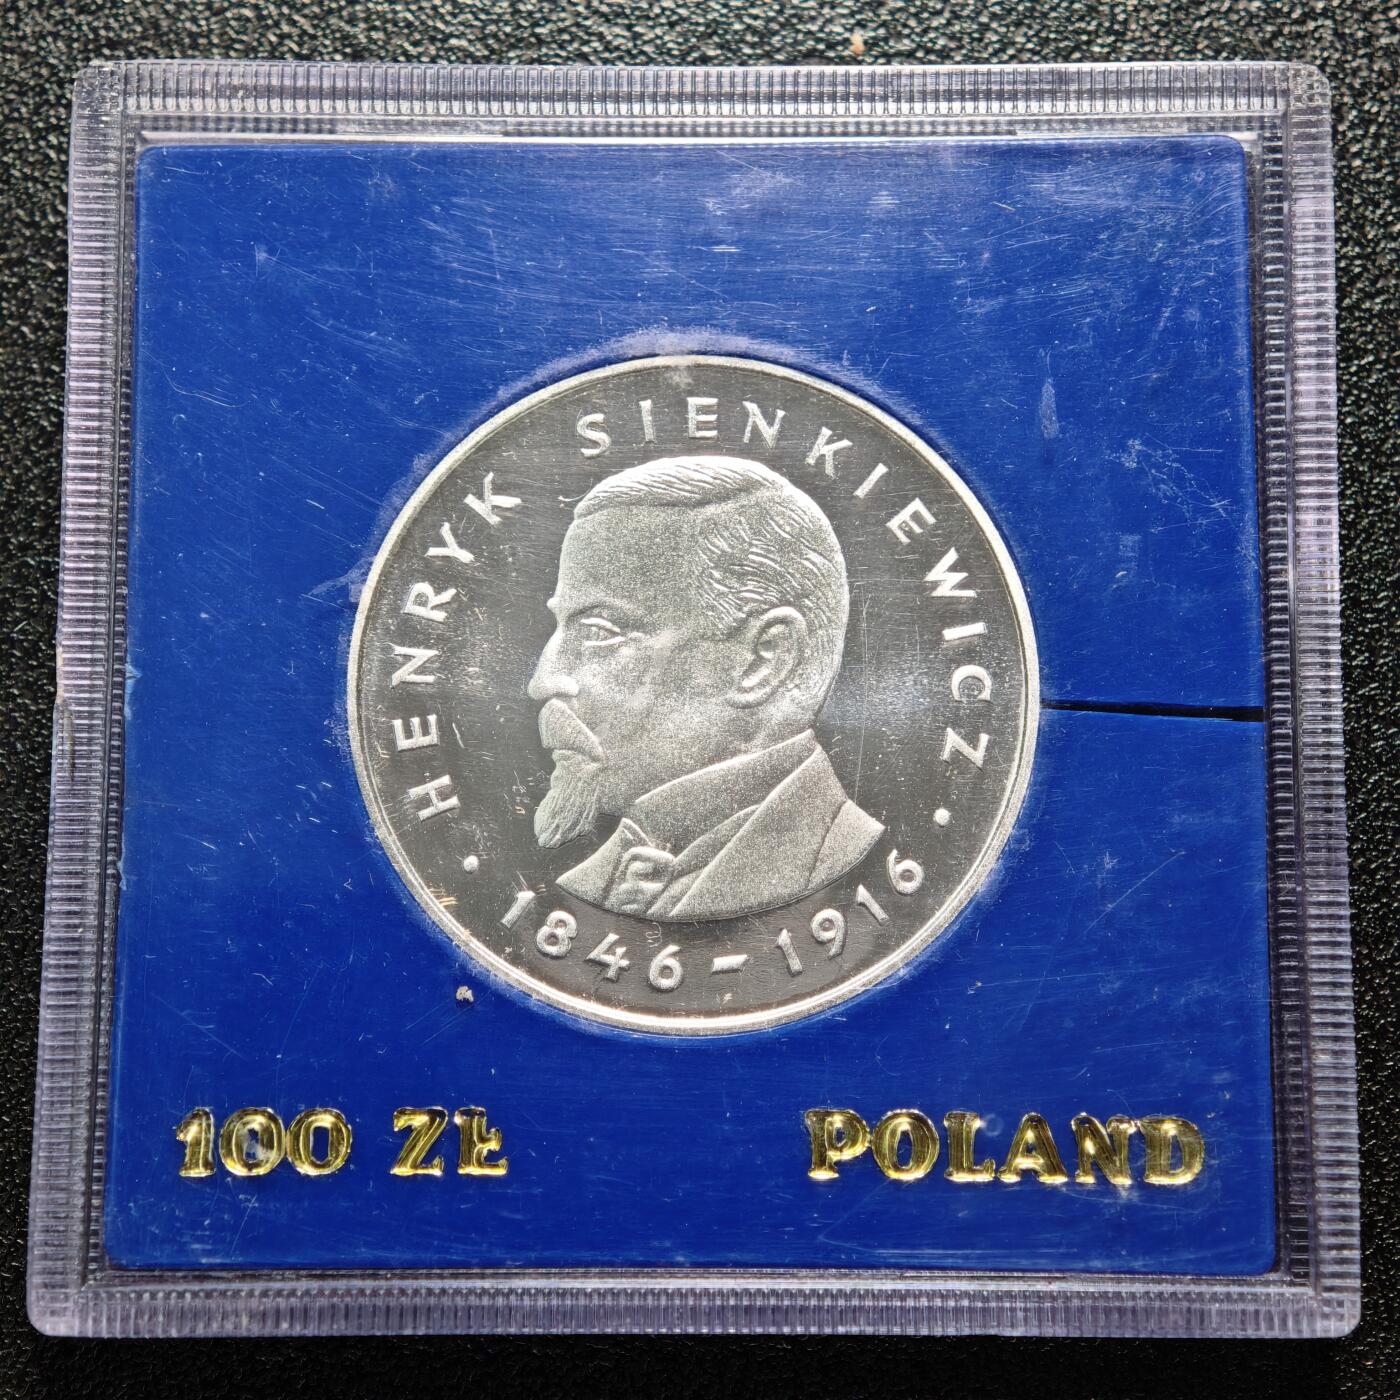 · HENRYK SIENKIEWICZ ·
1846-1916
100 ZŁ
POLAND